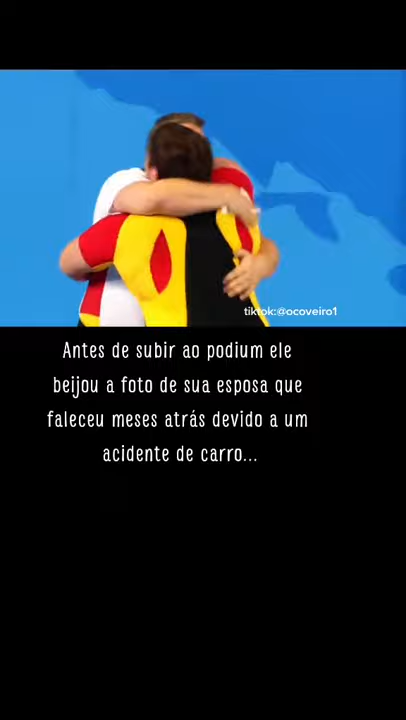 tiktok:@ocoveiro1
Antes de subir ao podium ele
beijou a foto de sua esposa que
faleceu meses atrás devido a um
acidente de carro...